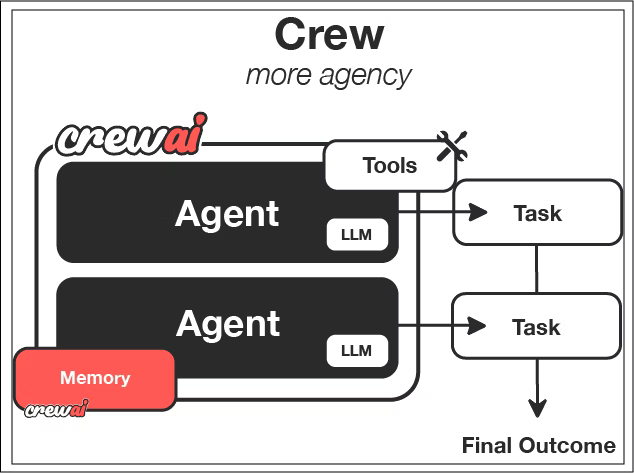 Crew
more agency
crewai
Tools
Agent
LLM
Task
Agent
LLM
Task
Memory
crewai
Final Outcome